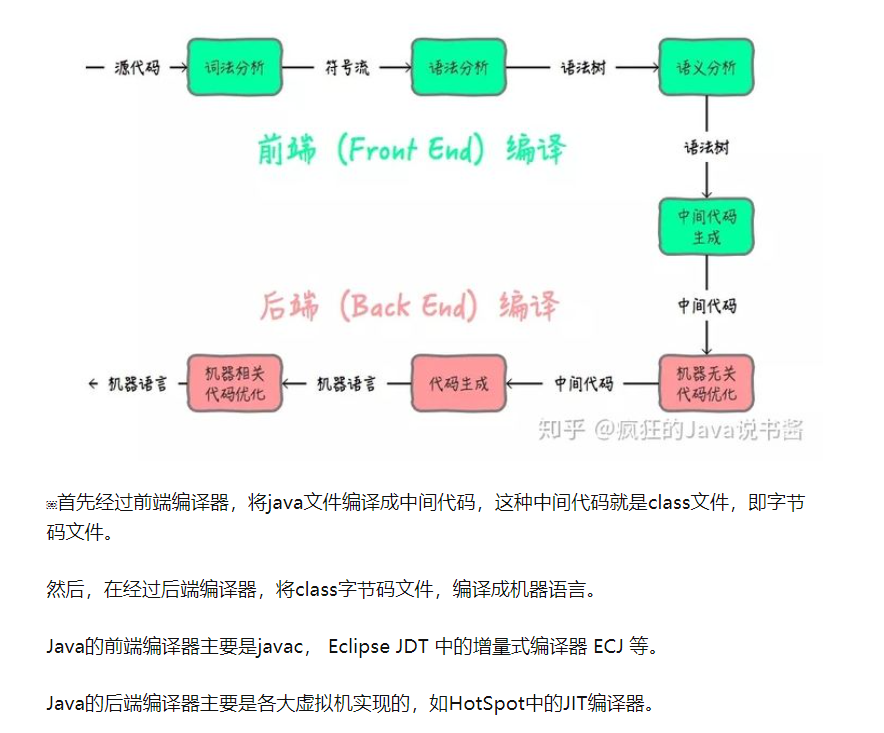 源代码
词法分析
符号流
语法分析
语法树
语义分析
前端（Front End）编译
语法树
中间代码
生成
后端（Back End）编译
中间代码
机器语言
机器相关
代码优化
机器语言
代码生成
中间代码
机器无关
代码优化
知乎 @疯狂的Java说书酱
￼首先经过前端编译器，将java文件编译成中间代码，这种中间代码就是class文件，即字节
码文件。
然后，在经过后端编译器，将class字节码文件，编译成机器语言。
Java的前端编译器主要是javac， Eclipse JDT 中的增量式编译器 ECJ 等。
Java的后端编译器主要是各大虚拟机实现的，如HotSpot中的JIT编译器。